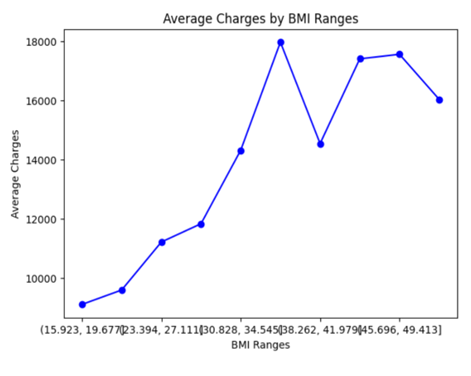 Average Charges by BMI Ranges
18000
16000
14000
12000
10000
Average Charges
(15.923, 19.677](23.394, 27.111](30.828, 34.545](38.262, 41.979](45.696, 49.413]
BMI Ranges